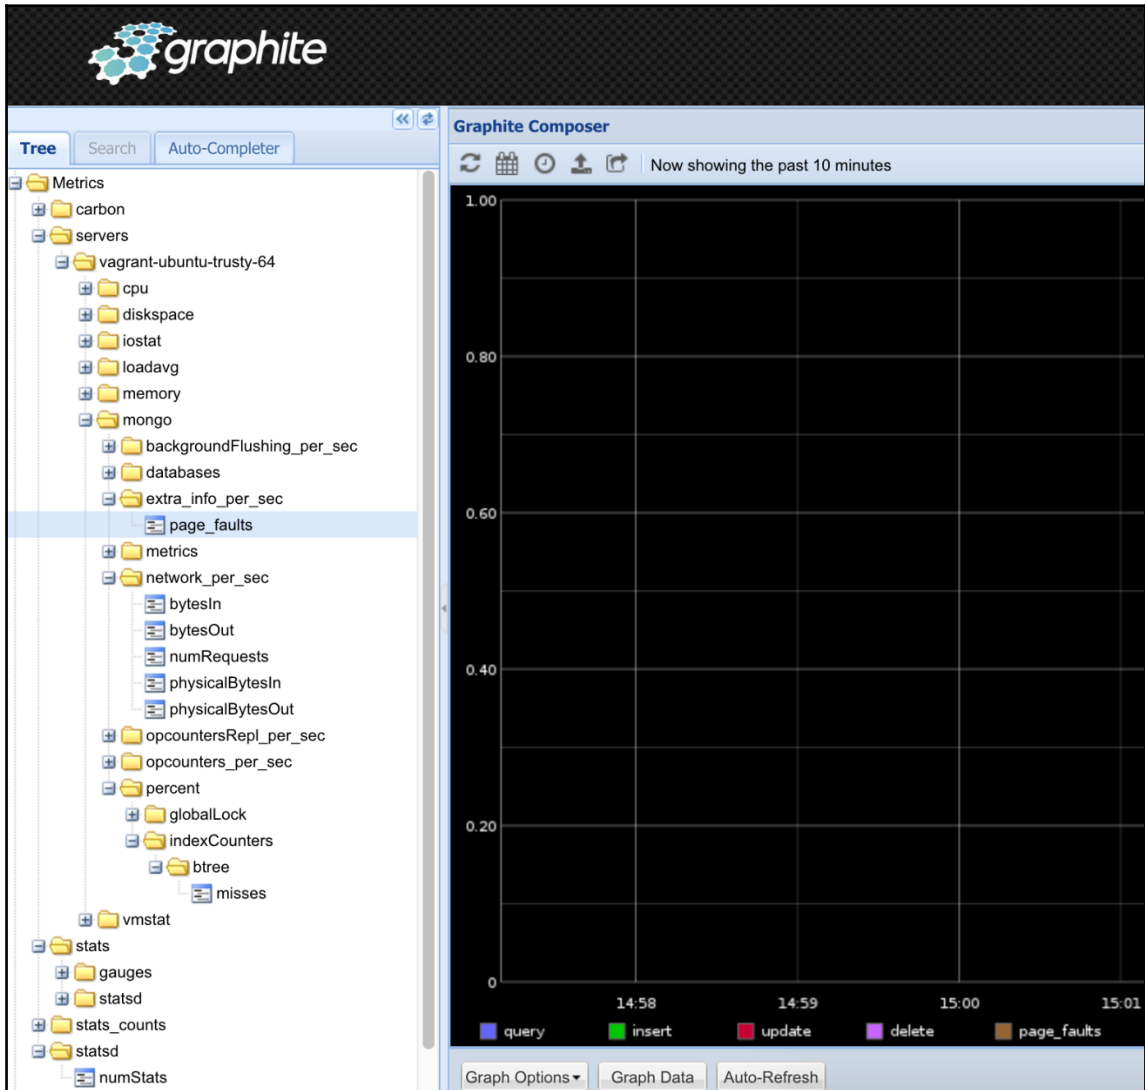 graphite
Tree
Search
Auto-Completer
Metrics
carbon
servers
vagrant-ubuntu-trusty-64
cpu
diskspace
iostat
loadavg
memory
mongo
backgroundFlushing_per_sec
databases
extra_info_per_sec
page_faults
metrics
network_per_sec
bytesIn
bytesOut
numRequests
physicalBytesIn
physicalBytesOut
opcountersRepl_per_sec
opcounters_per_sec
percent
globalLock
indexCounters
btree
misses
vmstat
stats
gauges
statsd
stats_counts
statsd
numStats
Graphite Composer
Now showing the past 10 minutes
1.00
0.80
0.60
0.40
0.20
0
14:58 14:59 15:00 15:01
query insert update delete page_faults
Graph Options Graph Data Auto-Refresh